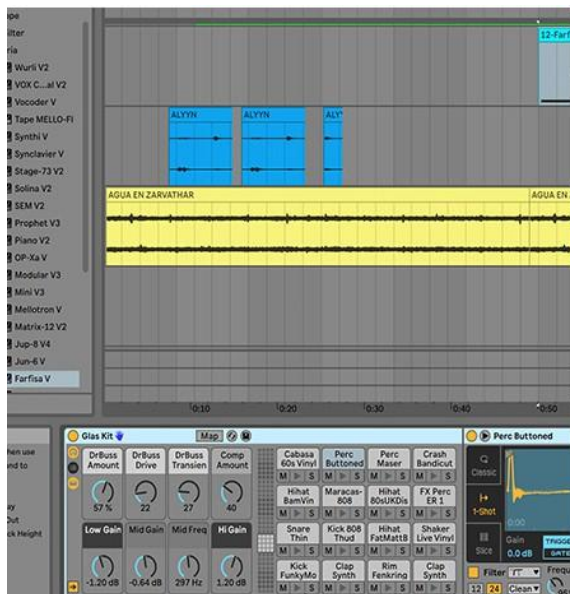 ilter
Wurli V2
VOX C...al V2
Vocoder V
Tape MELLO-FI
Synthi V
Synclavier V
Stage-73 V2
Solina V2
SEM V2
Prophet V3
Piano V2
OP-Xa V
Modular V3
Mini V3
Mellotron V
Matrix-12 V2
Jup-8 V4
Jun-6 V
Farfisa V
12-Farf
ALYYN
ALYYN
ALY
AGUA EN ZARVATHAR
AGUA EN
0:10
0:20
0:30
0:40
0:50
hen use
nd to
Out
ck Height
Glas Kit
Map
DrBuss Amount
DrBuss Drive
DrBuss Transien
Comp Amount
57 %
22
27
40
Low Gain
Mid Gain
Mid Freq
Hi Gain
-1.20 dB
-0.64 dB
297 Hz
1.20 dB
Cabasa 60s Vinyl
Perc Buttoned
Perc Maser
Crash Bandicut
M S M S M S M S
Hihat BamVin
Maracas-808
Hihat 80sUKDis
FX Perc ER 1
M S M S M S M S
Snare Thin
Kick 808 Thud
Hihat FatMattB
Shaker Live Vinyl
M S M S M S M S
Kick FunkyMo
Clap Synth
Rim Fenkring
Clap Synth
M S M S M S M S
Perc Buttoned
Classic
1-Shot
Slice
0:00
Gain
0.0 dB
TRIGGE
GATE
Filter
Frequ
12
24
Clean